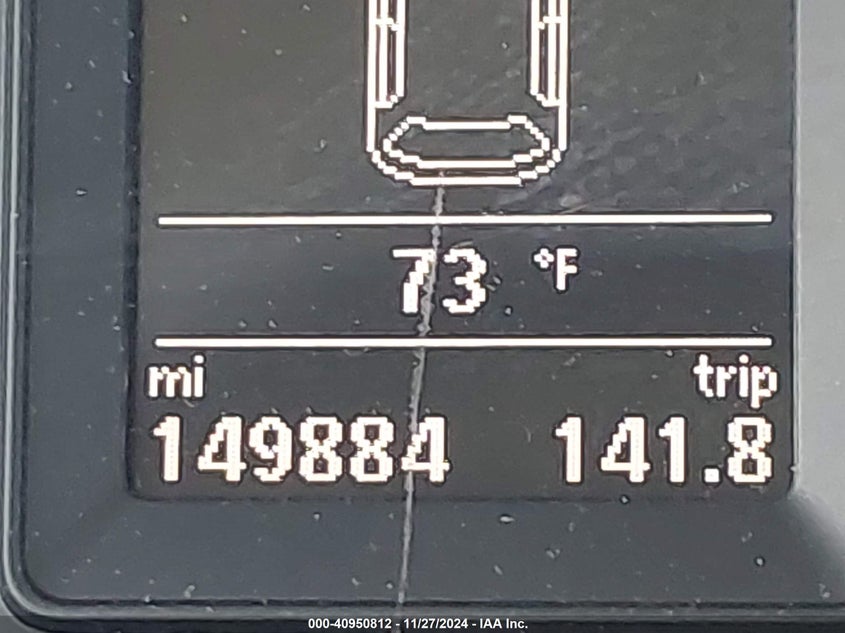 73 °F
mi trip
149884 141.8
000-40950812 - 11/27/2024 - IAA Inc.